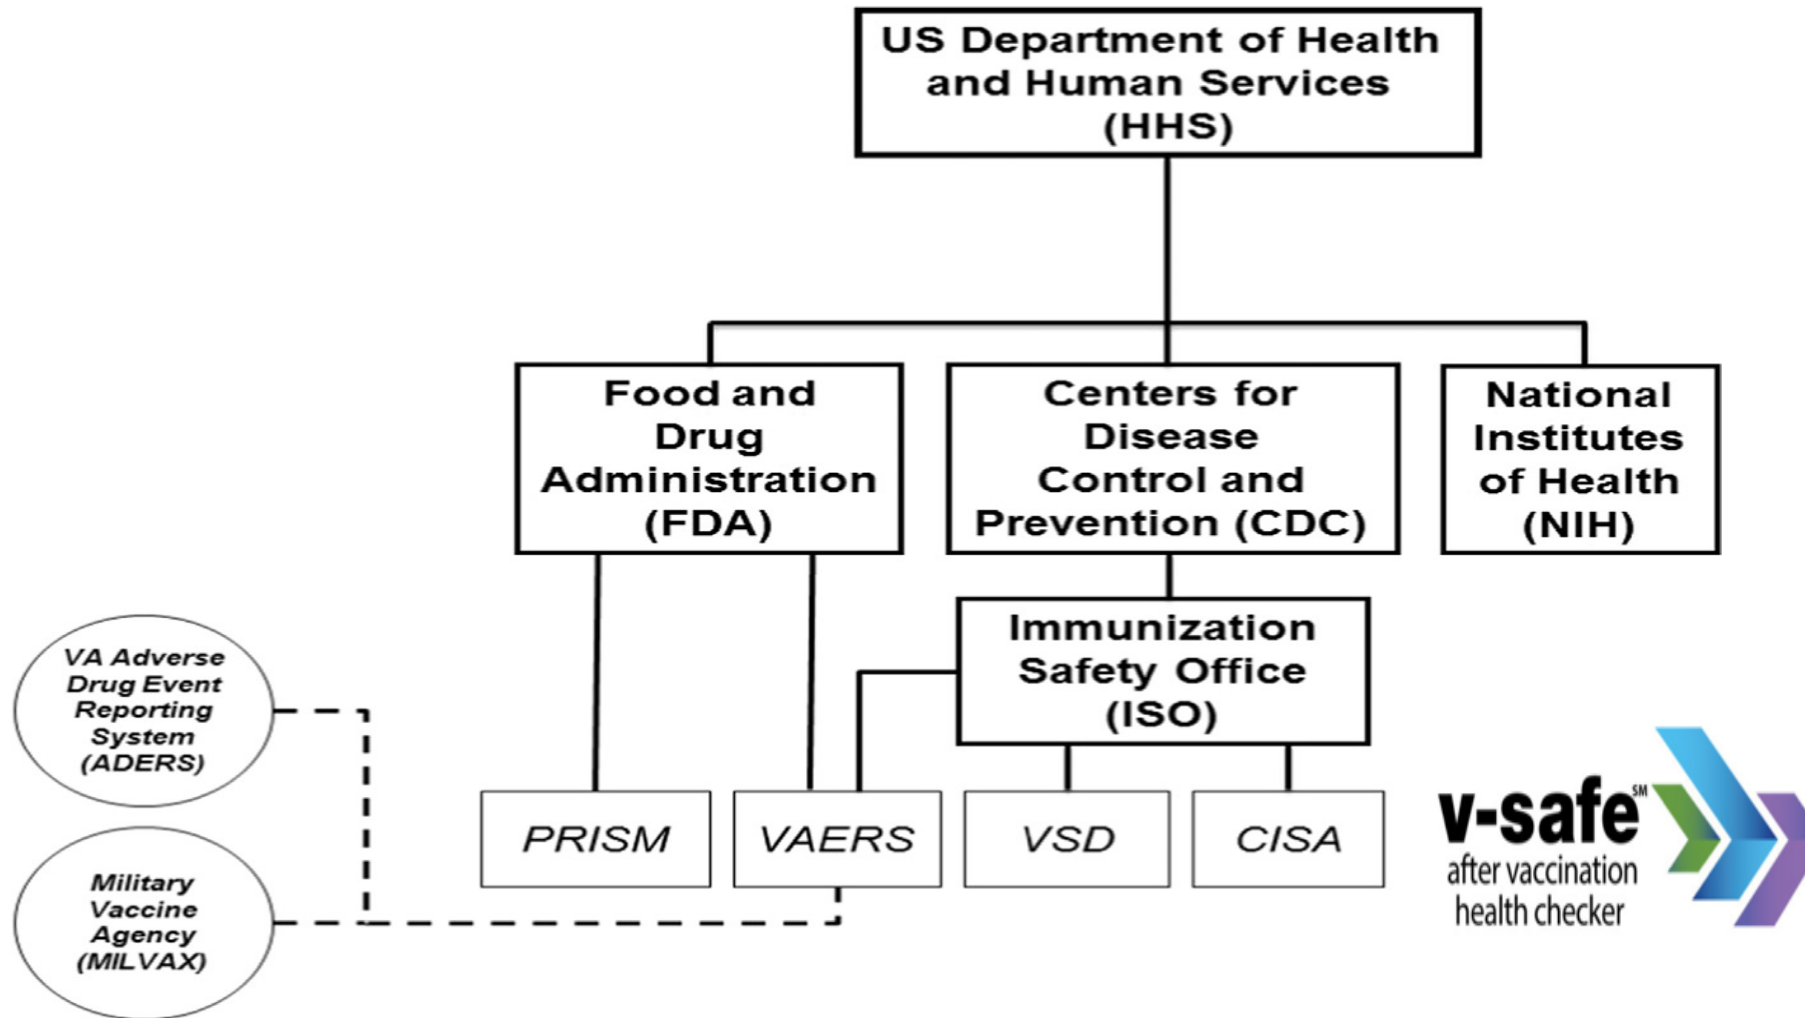 US Department of Health
and Human Services
(HHS)
Food and
Drug
Administration
(FDA)
Centers for
Disease
Control and
Prevention (CDC)
National
Institutes
of Health
(NIH)
Immunization
Safety Office
(ISO)
VA Adverse
Drug Event
Reporting
System
(ADERS)
Military
Vaccine
Agency
(MILVAX)
PRISM
VAERS
VSD
CISA
v-safe℠
after vaccination
health checker